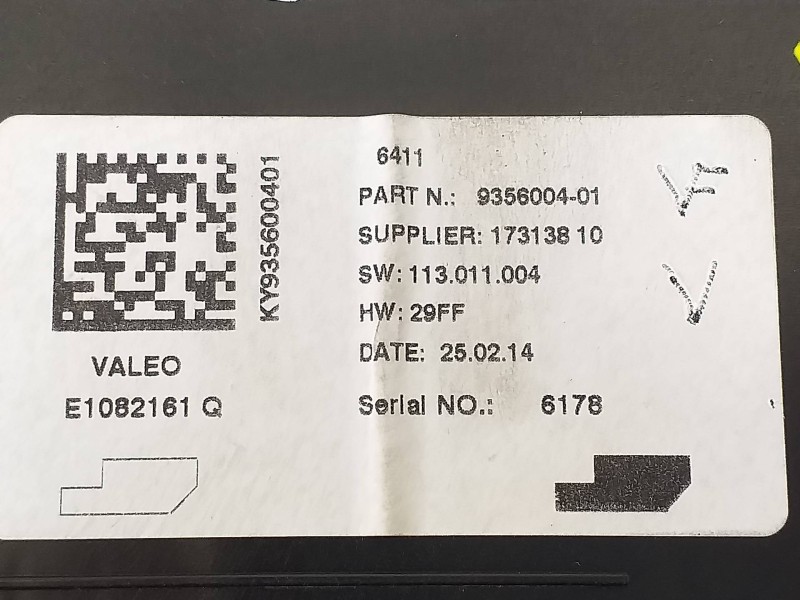 6411
PART N.: 9356004-01
SUPPLIER: 173138 10
SW: 113.011.004
HW: 29FF
DATE: 25.02.14
Serial NO.: 6178
KY935600401
VALEO
E1082161 Q